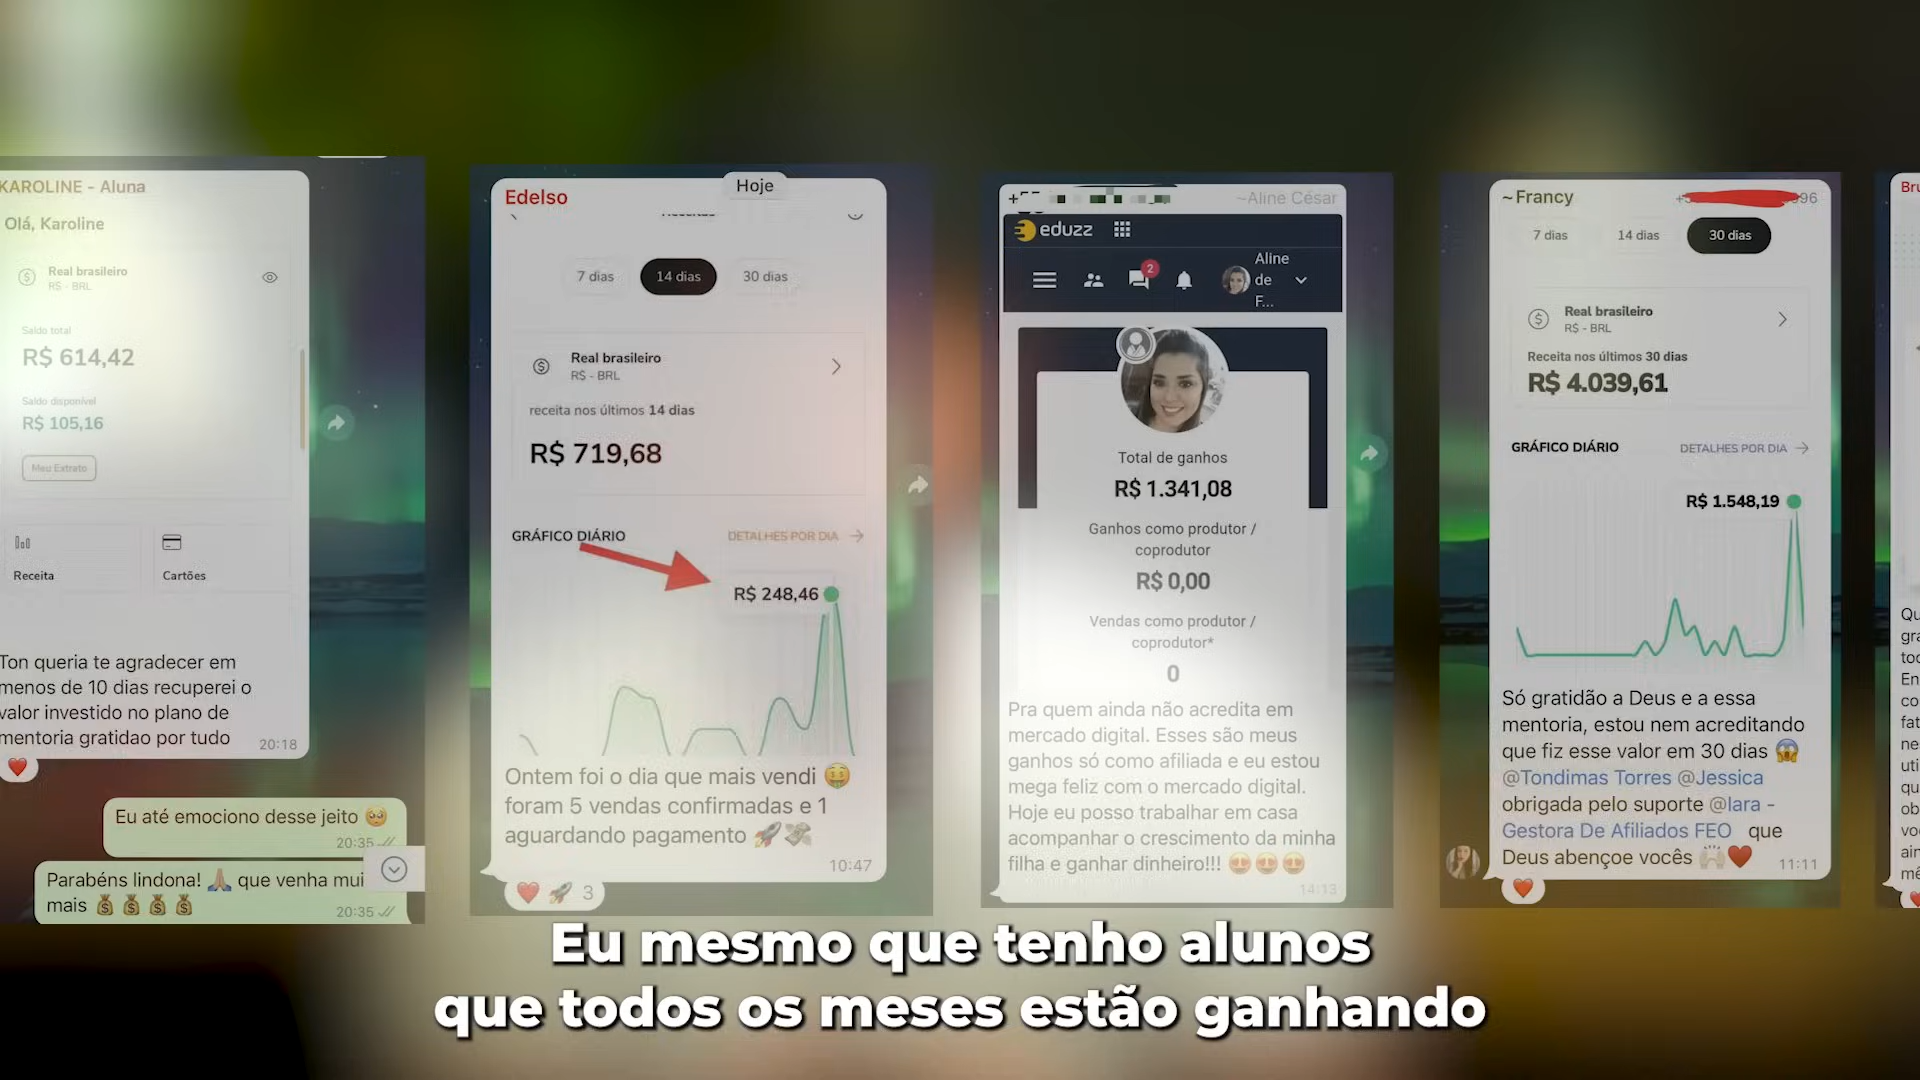 KAROLINE - Aluna
Olá, Karoline
Real brasileiro
R$ - BRL
Saldo total
R$ 614,42
Saldo disponível
R$ 105,16
Meu Extrato
Receita
Cartões
Ton queria te agradecer em
menos de 10 dias recuperei o
valor investido no plano de
mentoria gratidao por tudo
20:18
Eu até emociono desse jeito 🥺
20:35
Parabéns lindona! 🙏🏼 que venha mui
mais 💰 💰 💰 💰
20:35
Hoje
Edelso
7 dias
14 dias
30 dias
Real brasileiro
R$ - BRL
receita nos últimos 14 dias
R$ 719,68
GRÁFICO DIÁRIO
DETALHES POR DIA
R$ 248,46
Ontem foi o dia que mais vendi 🤑
foram 5 vendas confirmadas e 1
aguardando pagamento 🚀💸
10:47
❤️ 🚀 3
~Aline César
eduzz
2
Aline
de
F...
Total de ganhos
R$ 1.341,08
Ganhos como produtor /
coprodutor
R$ 0,00
Vendas como produtor /
coprodutor*
0
Pra quem ainda não acredita em
mercado digital. Esses são meus
ganhos só como afiliada e eu estou
mega feliz com o mercado digital.
Hoje eu posso trabalhar em casa
acompanhar o crescimento da minha
filha e ganhar dinheiro!!! 😍😍😍
14:13
~Francy
96
7 dias
14 dias
30 dias
Real brasileiro
R$ - BRL
Receita nos últimos 30 dias
R$ 4.039,61
GRÁFICO DIÁRIO
DETALHES POR DIA
R$ 1.548,19
Só gratidão a Deus e a essa
mentoria, estou nem acreditando
que fiz esse valor em 30 dias 😱
@Tondimas Torres @Jessica
obrigada pelo suporte @Iara -
Gestora De Afiliados FEO que
Deus abençoe vocês 🙌🏻❤️
11:11
Eu mesmo que tenho alunos
que todos os meses estão ganhando